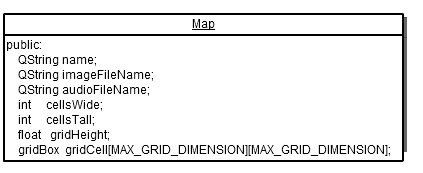 Map
public:
QString name;
QString imageFileName;
QString audioFileName;
int cellsWide;
int cellsTall;
float gridHeight;
gridBox gridCell[MAX_GRID_DIMENSION][MAX_GRID_DIMENSION];